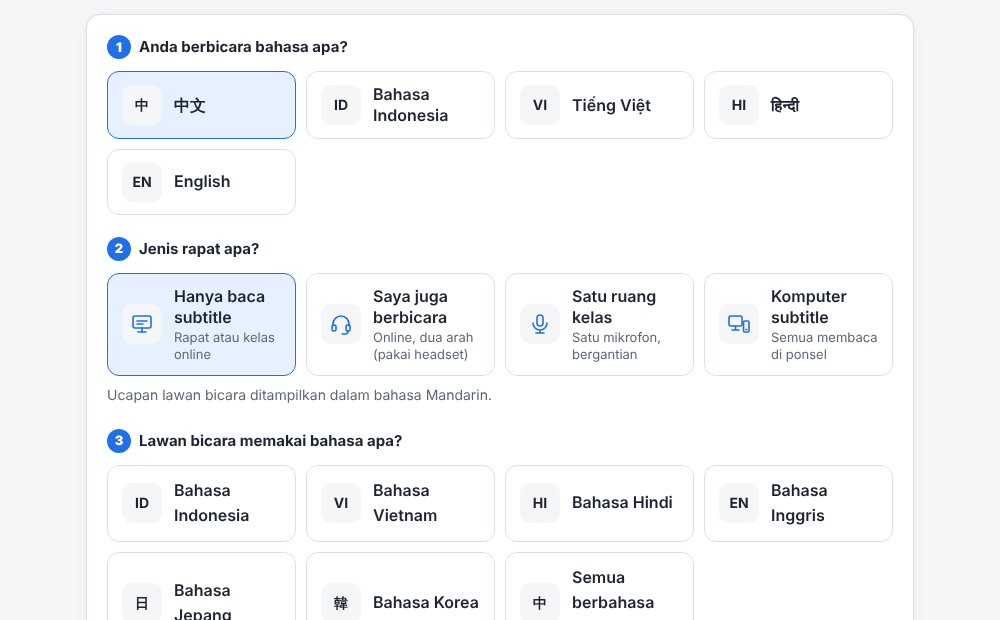 1 Anda berbicara bahasa apa?
中 中文
ID Bahasa Indonesia
VI Tiếng Việt
HI हिन्दी
EN English
2 Jenis rapat apa?
Hanya baca subtitle
Rapat atau kelas online
Saya juga berbicara
Online, dua arah (pakai headset)
Satu ruang kelas
Satu mikrofon, bergantian
Komputer subtitle
Semua membaca di ponsel
Ucapan lawan bicara ditampilkan dalam bahasa Mandarin.
3 Lawan bicara memakai bahasa apa?
ID Bahasa Indonesia
VI Bahasa Vietnam
HI Bahasa Hindi
EN Bahasa Inggris
日 Bahasa Jepang
韓 Bahasa Korea
中 Semua berbahasa